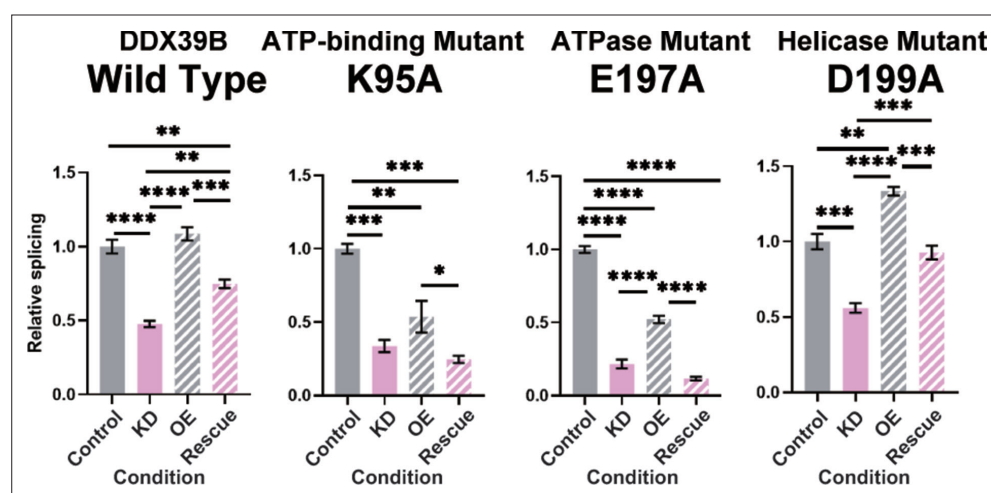 DDX39B
Wild Type
ATP-binding Mutant
K95A
ATPase Mutant
E197A
Helicase Mutant
D199A
Relative splicing
1.5
1.0
0.5
0.0
**
**
****
***
****
Control
KD
OE
Rescue
Condition
1.5
1.0
0.5
0.0
***
**
***
*
Control
KD
OE
Rescue
Condition
1.5
1.0
0.5
0.0
****
****
****
****
****
Control
KD
OE
Rescue
Condition
1.5
1.0
0.5
0.0
***
**
****
***
***
Control
KD
OE
Rescue
Condition